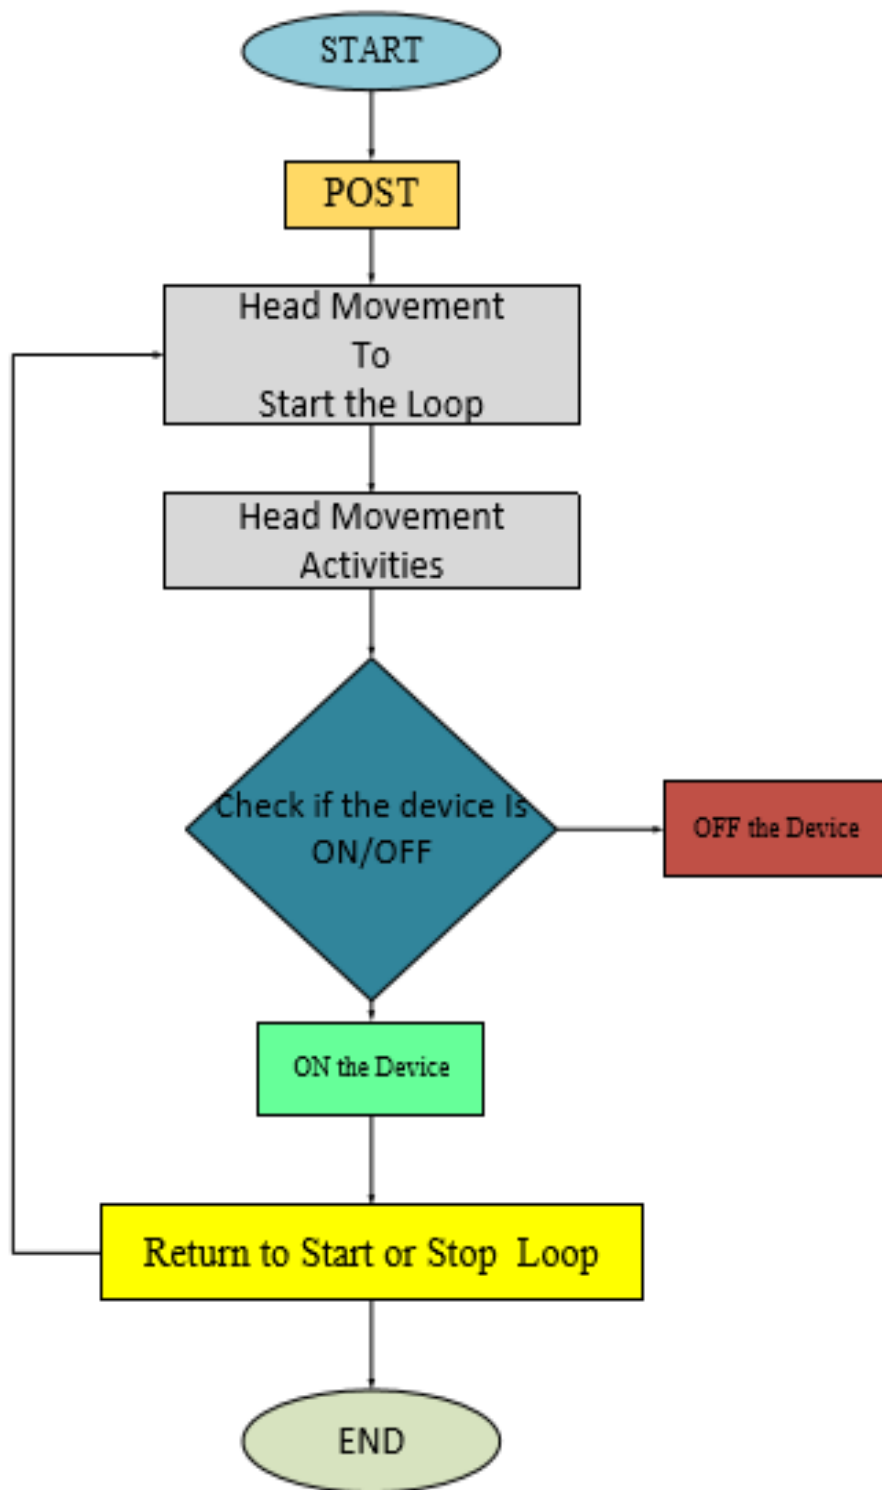 START
POST
Head Movement
To
Start the Loop
Head Movement
Activities
Check if the device Is
ON/OFF
OFF the Device
ON the Device
Return to Start or Stop Loop
END